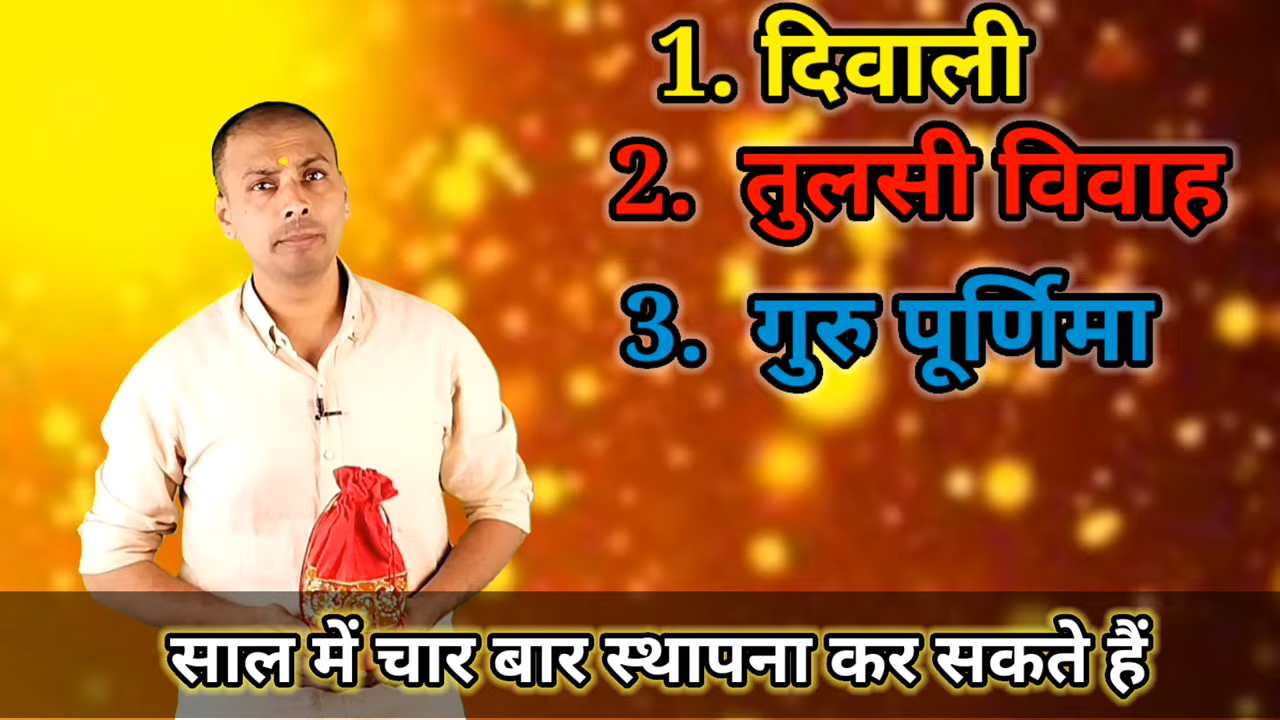 1. दिवाली
2. तुलसी विवाह
3. गुरु पूर्णिमा
साल में चार बार स्थापना कर सकते हैं